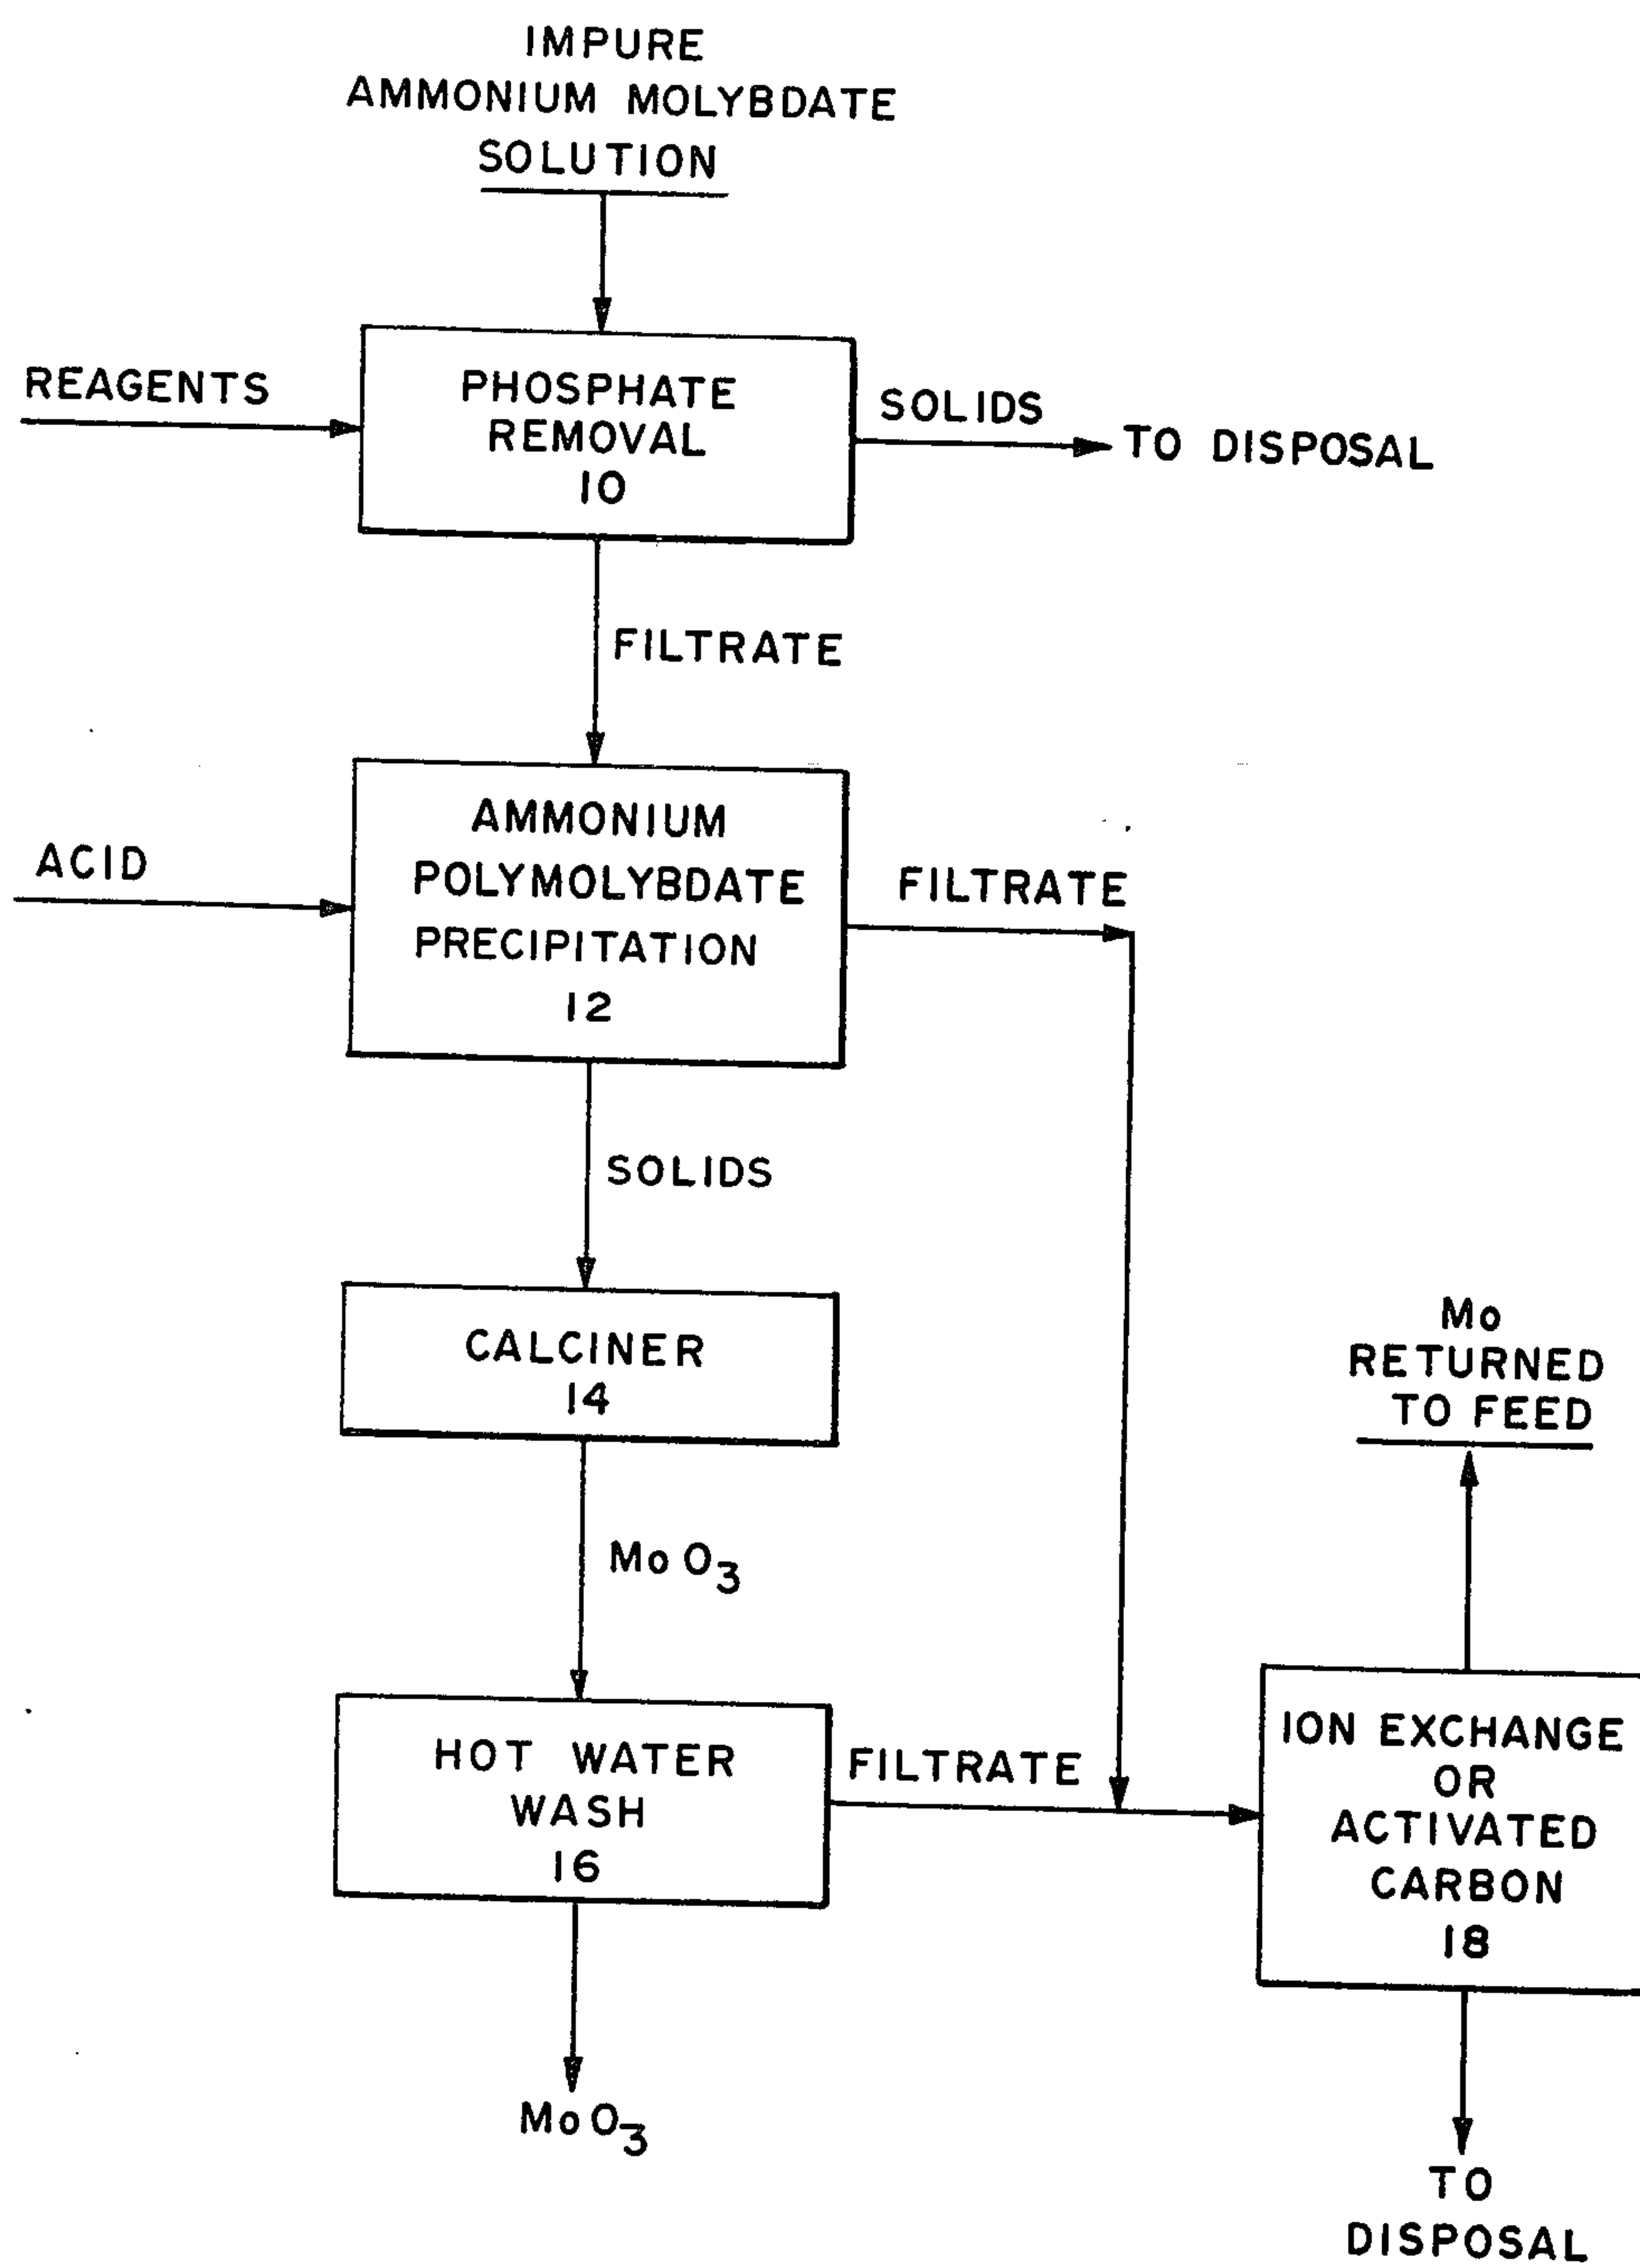 IMPURE
AMMONIUM MOLYBDATE
SOLUTION
REAGENTS
PHOSPHATE
REMOVAL
10
SOLIDS
TO DISPOSAL
FILTRATE
ACID
AMMONIUM
POLYMOLYBDATE
PRECIPITATION
12
FILTRATE
SOLIDS
CALCINER
14
Mo
RETURNED
TO FEED
MoO3
HOT WATER
WASH
16
FILTRATE
ION EXCHANGE
OR
ACTIVATED
CARBON
18
MoO3
TO
DISPOSAL